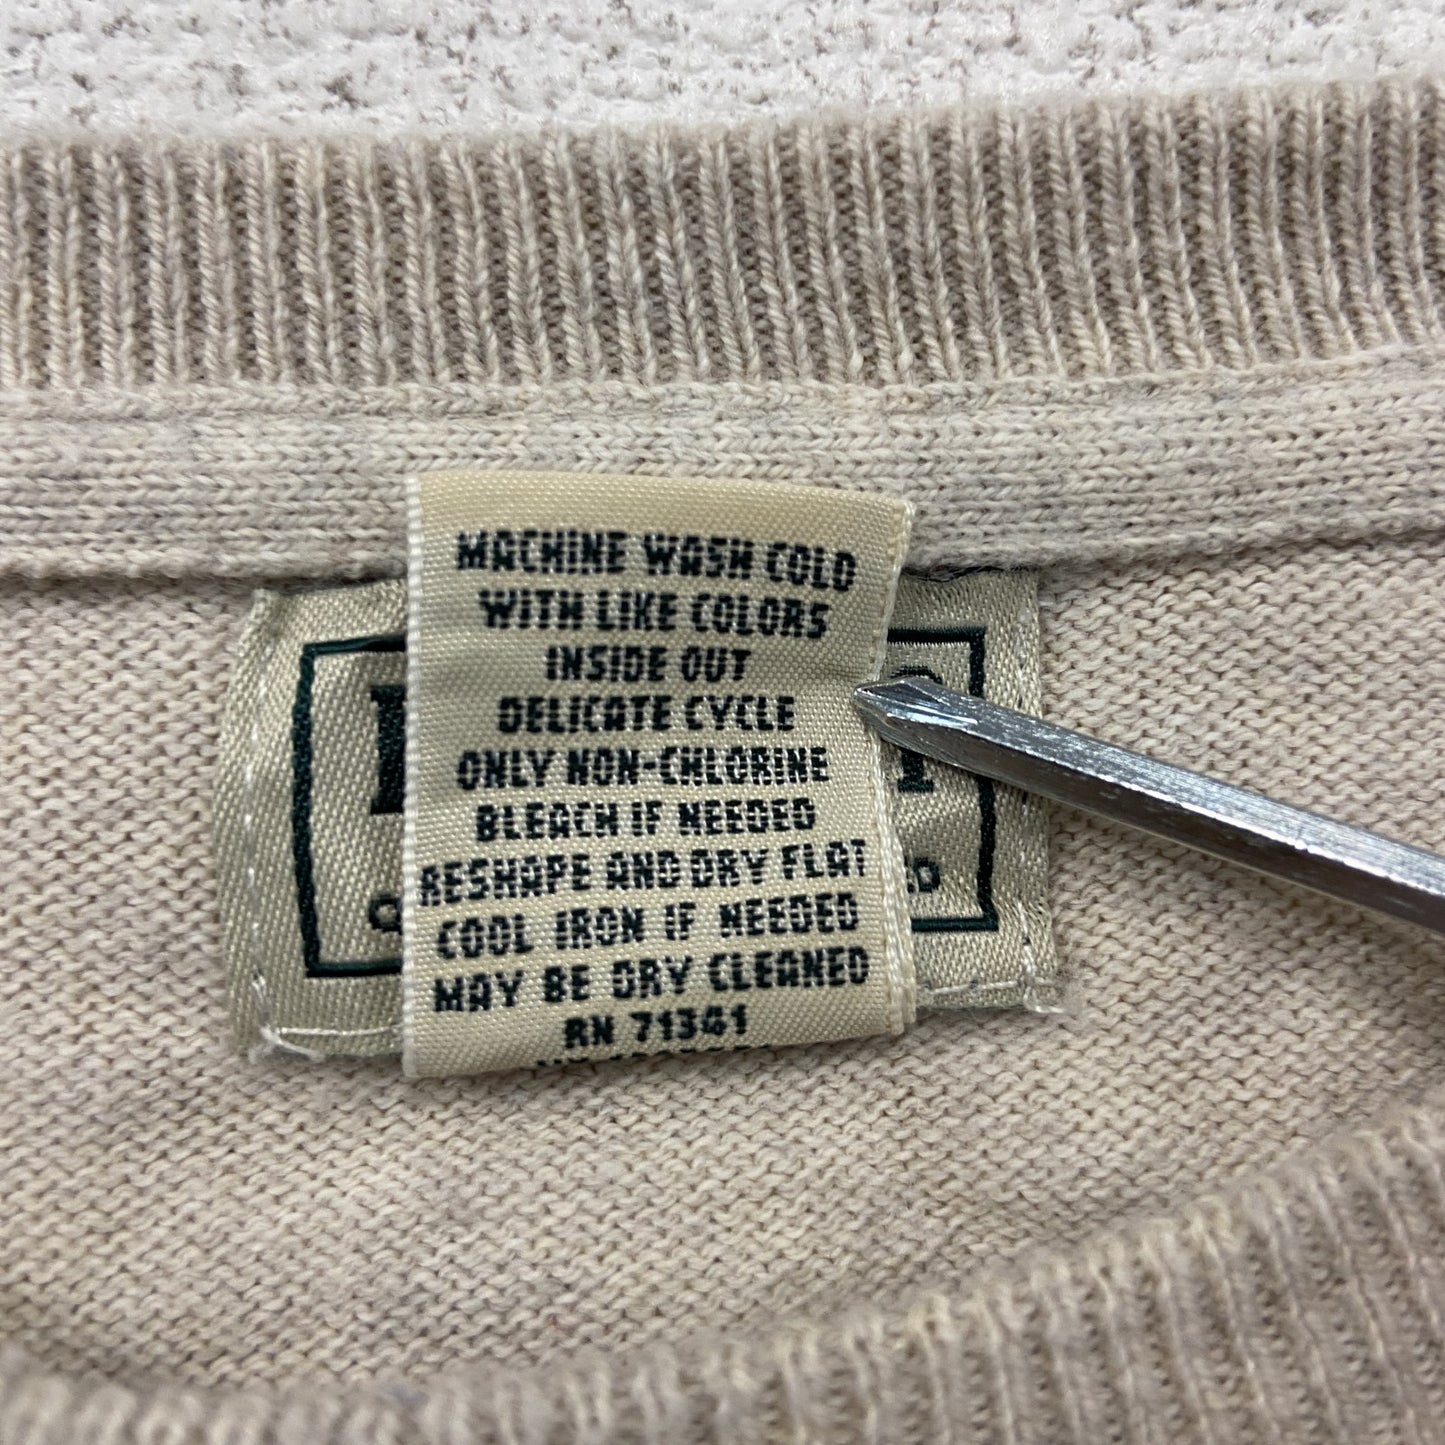 MACHINE WASH COLD
WITH LIKE COLORS
INSIDE OUT
DELICATE CYCLE
ONLY NON-CHLORINE
BLEACH IF NEEDED
RESHAPE AND DRY FLAT
COOL IRON IF NEEDED
MAY BE DRY CLEANED
RN 71341